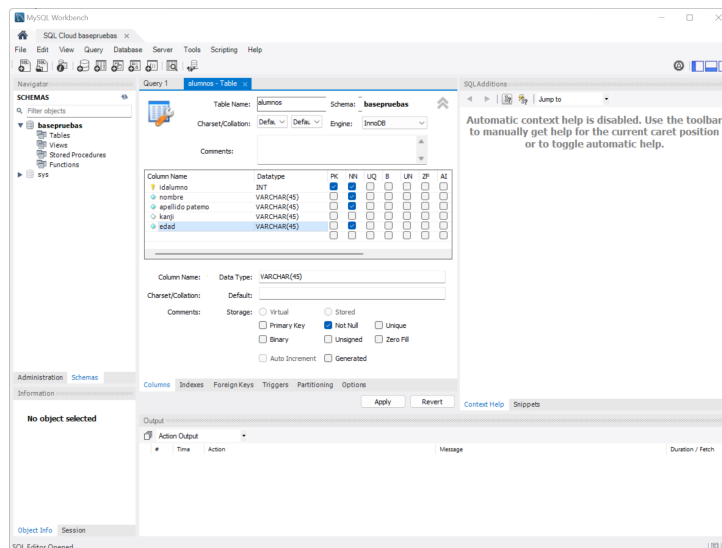 MySQL Workbench
SQL Cloud basepruebas ×
File Edit View Query Database Server Tools Scripting Help
Navigator
SCHEMAS
Filter objects
basepruebas
Tables
Views
Stored Procedures
Functions
sys
Administration Schemas
Information
No object selected
Object Info Session
Query 1 alumnos - Table ×
Table Name: alumnos Schema: basepruebas
Charset/Collation: Defau Defau Engine: InnoDB
Comments:
Column Name Datatype PK NN UQ B UN ZF AI
idalumno INT
nombre VARCHAR(45)
apellido paterno VARCHAR(45)
kanji VARCHAR(45)
edad VARCHAR(45)
Column Name: Data Type: VARCHAR(45)
Charset/Collation: Default:
Comments: Storage: Virtual Stored
Primary Key Not Null Unique
Binary Unsigned Zero Fill
Auto Increment Generated
Columns Indexes Foreign Keys Triggers Partitioning Options
Apply Revert
SQLAdditions
Jump to
Automatic context help is disabled. Use the toolbar
to manually get help for the current caret position
or to toggle automatic help.
Context Help Snippets
Output
Action Output
# Time Action Message Duration / Fetch
SQL Editor Opened